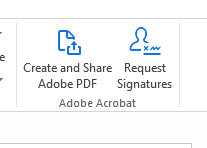 Create and Share Request
Adobe PDF Signatures
Adobe Acrobat